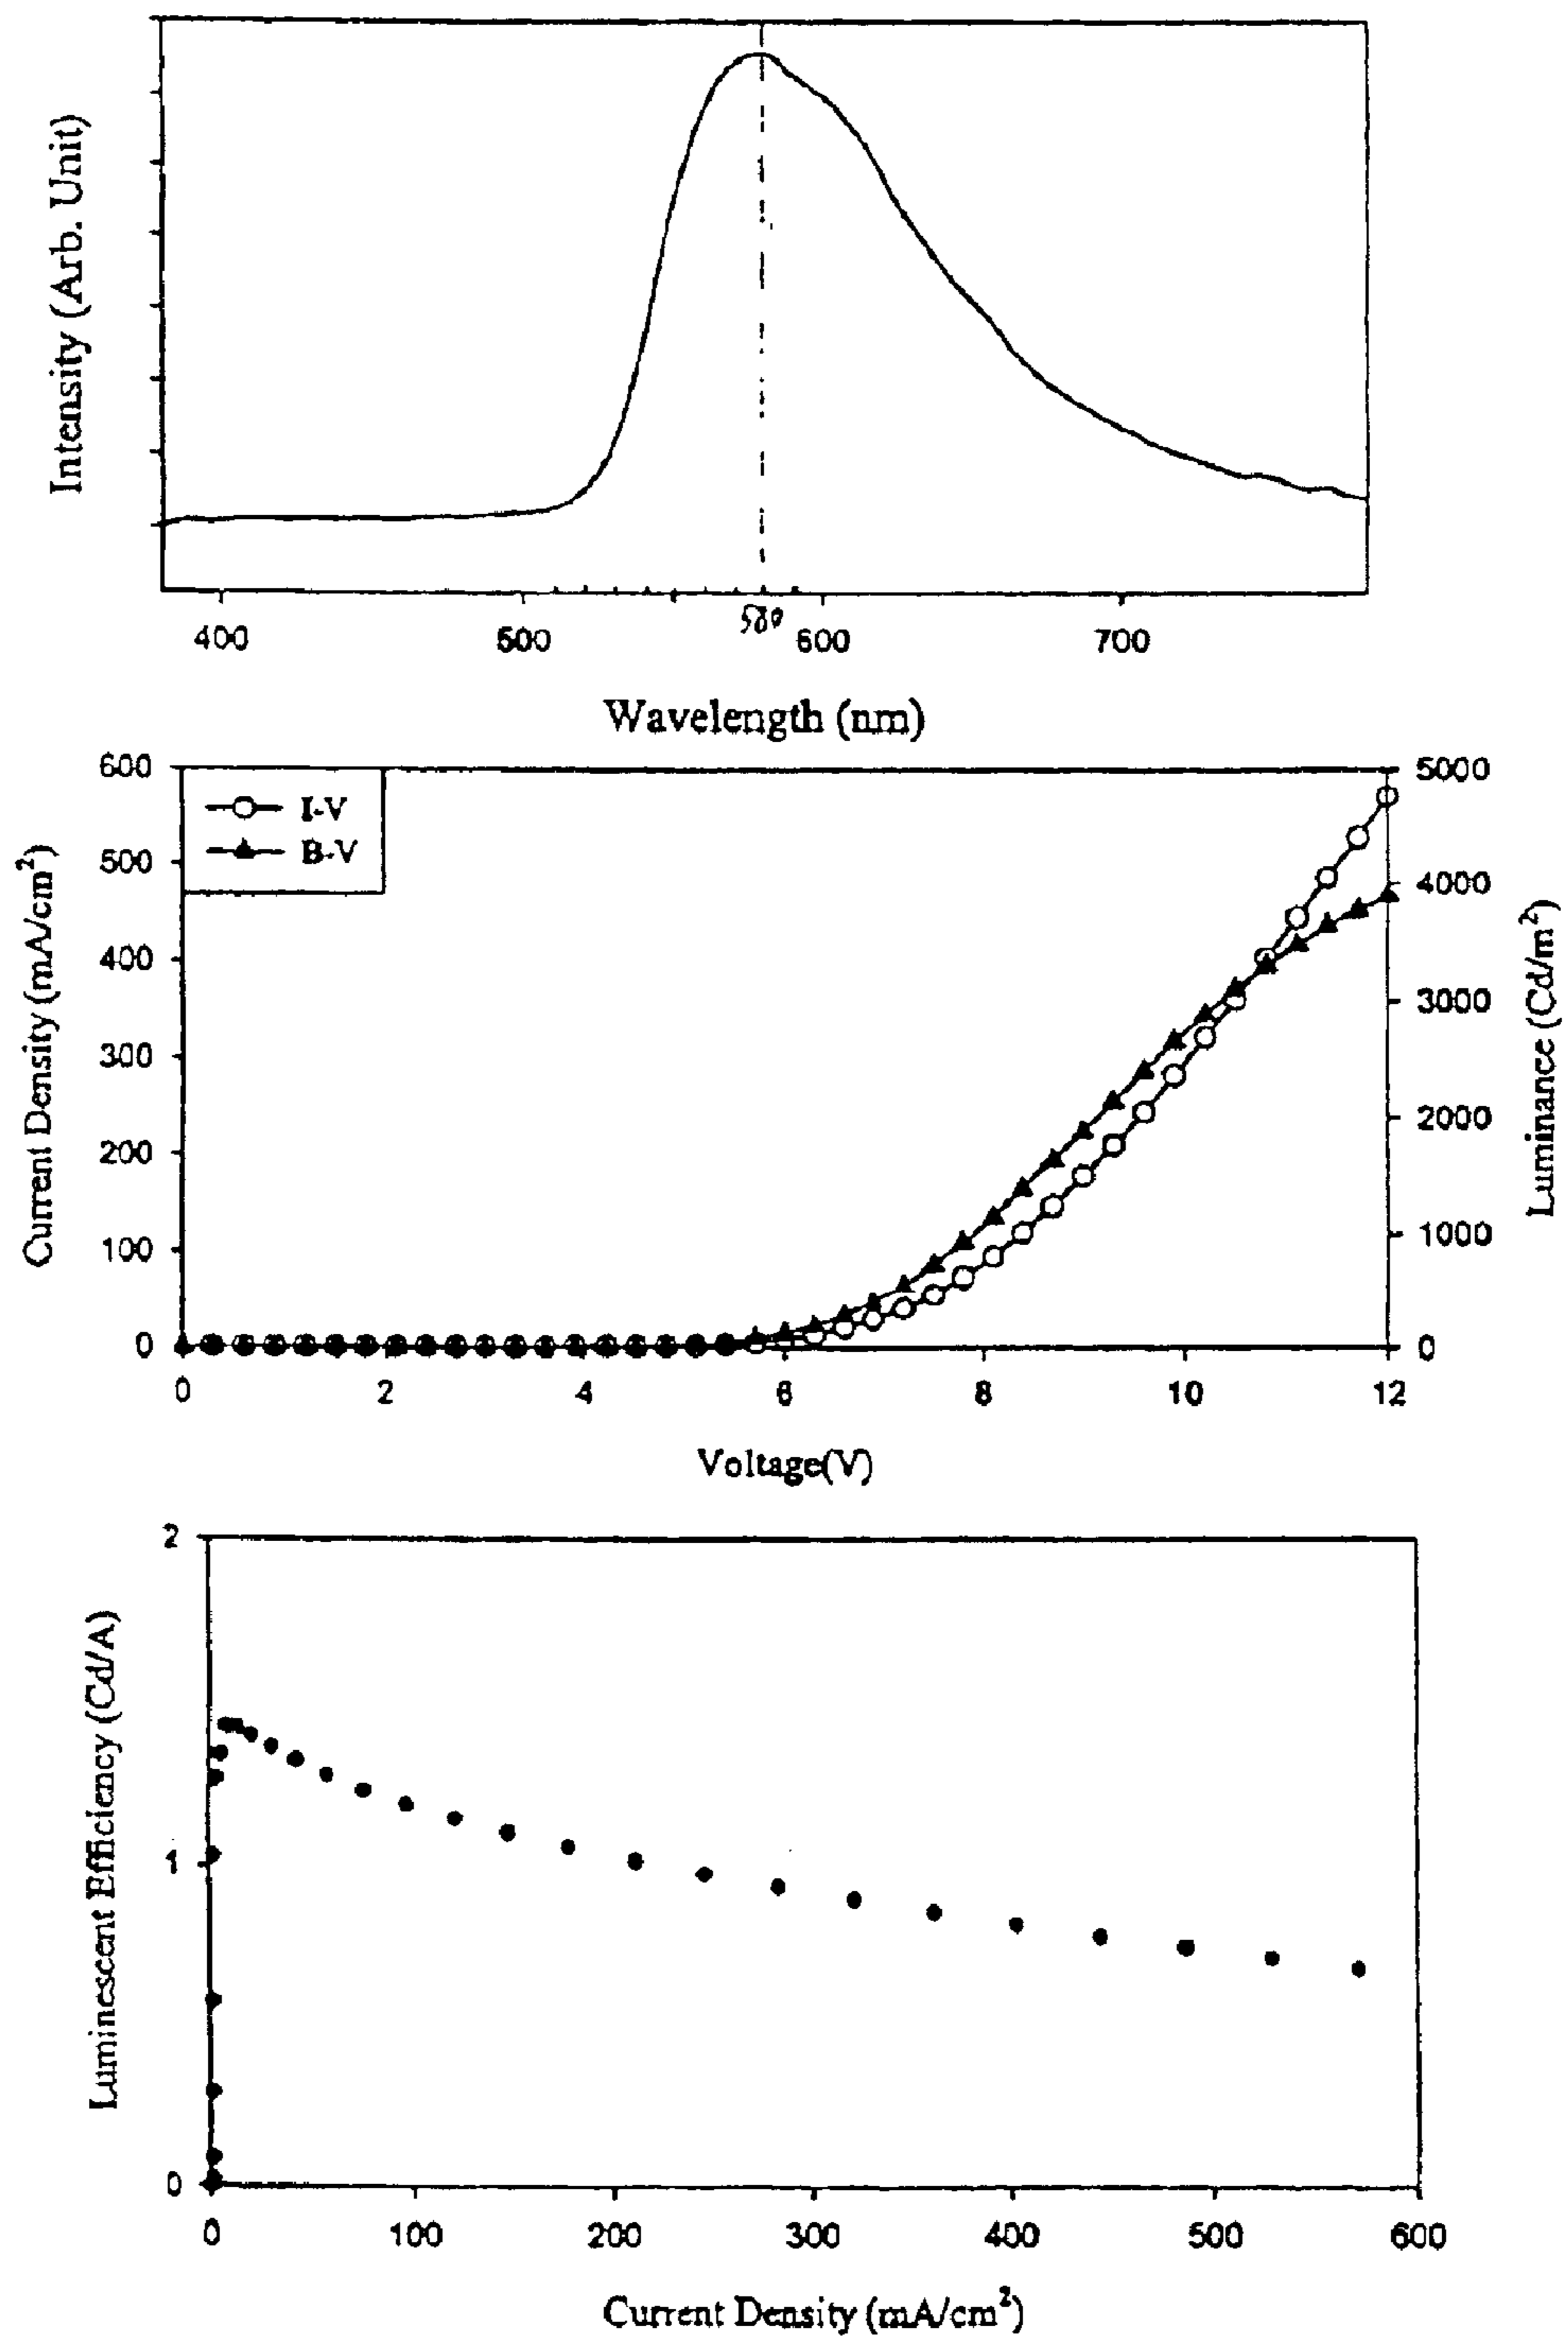 Intensity (Arb. Unit)
400 500 580 600 700
Wavelength (nm)
600
500
400
300
200
100
0
Current Density (mA/cm²)
I-V
B-V
5000
4000
3000
2000
1000
0
Luminance (Cd/m²)
0 2 4 6 8 10 12
Voltage(V)
2
1
0
Luminescent Efficiency (Cd/A)
0 100 200 300 400 500 600
Current Density (mA/cm²)